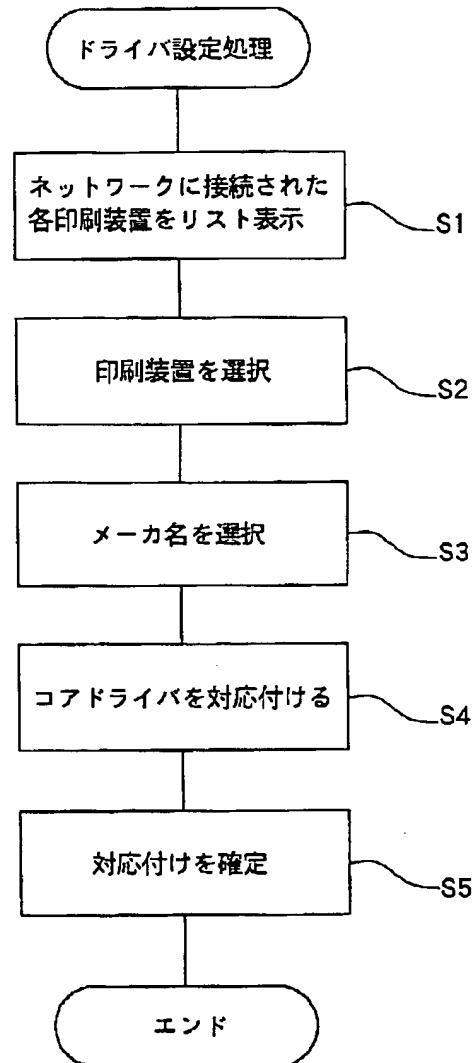 ドライバ設定処理
ネットワークに接続された
各印刷装置をリスト表示
S1
印刷装置を選択
S2
メーカ名を選択
S3
コアドライバを対応付ける
S4
対応付けを確定
S5
エンド